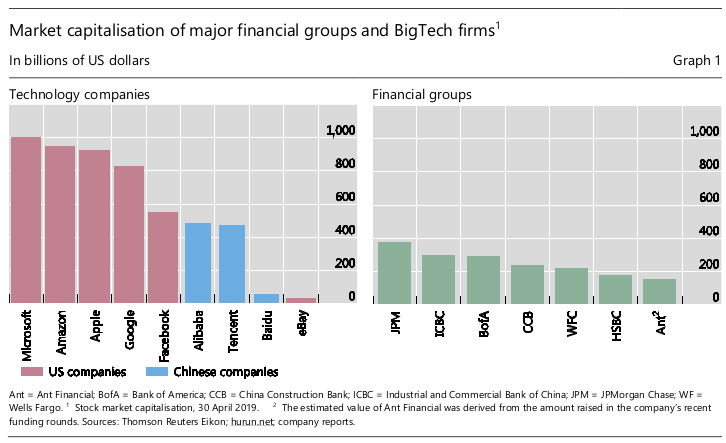 Market capitalisation of major financial groups and BigTech firms1
In billions of US dollars
Graph 1
Technology companies
1,000
800
600
400
200
0
Microsoft
Amazon
Apple
Google
Facebook
Alibaba
Tencent
Baidu
eBay
US companies
Chinese companies
Financial groups
1,000
800
600
400
200
0
JPM
ICBC
BofA
CCB
WFC
HSBC
Ant2
Ant = Ant Financial; BofA = Bank of America; CCB = China Construction Bank; ICBC = Industrial and Commercial Bank of China; JPM = JPMorgan Chase; WF =
Wells Fargo. 1 Stock market capitalisation, 30 April 2019. 2 The estimated value of Ant Financial was derived from the amount raised in the company's recent
funding rounds. Sources: Thomson Reuters Eikon; hurun.net; company reports.